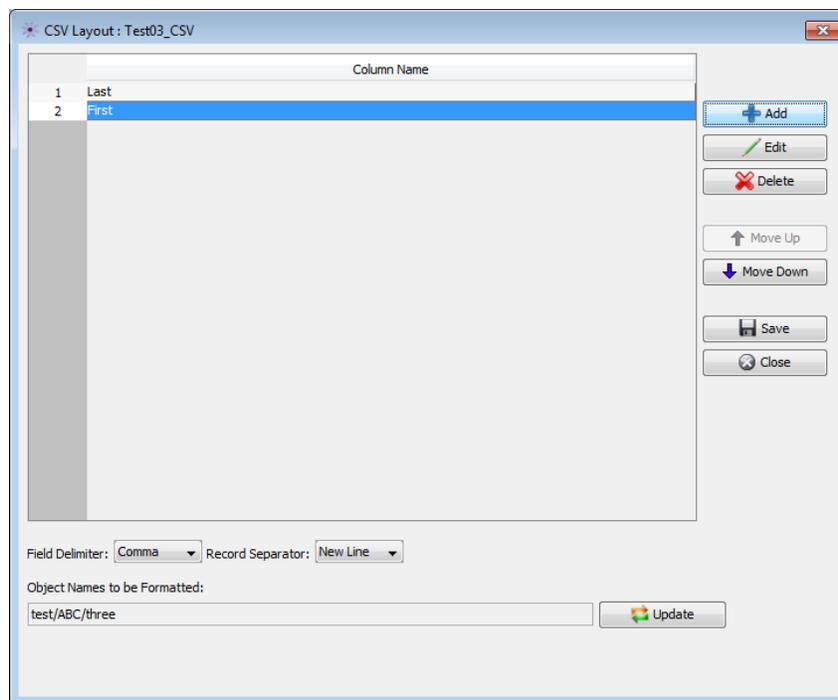 CSV Layout : Test03_CSV
Column Name
1 Last
2 First
Add
Edit
Delete
Move Up
Move Down
Save
Close
Field Delimiter: Comma Record Separator: New Line
Object Names to be Formatted:
test/ABC/three Update